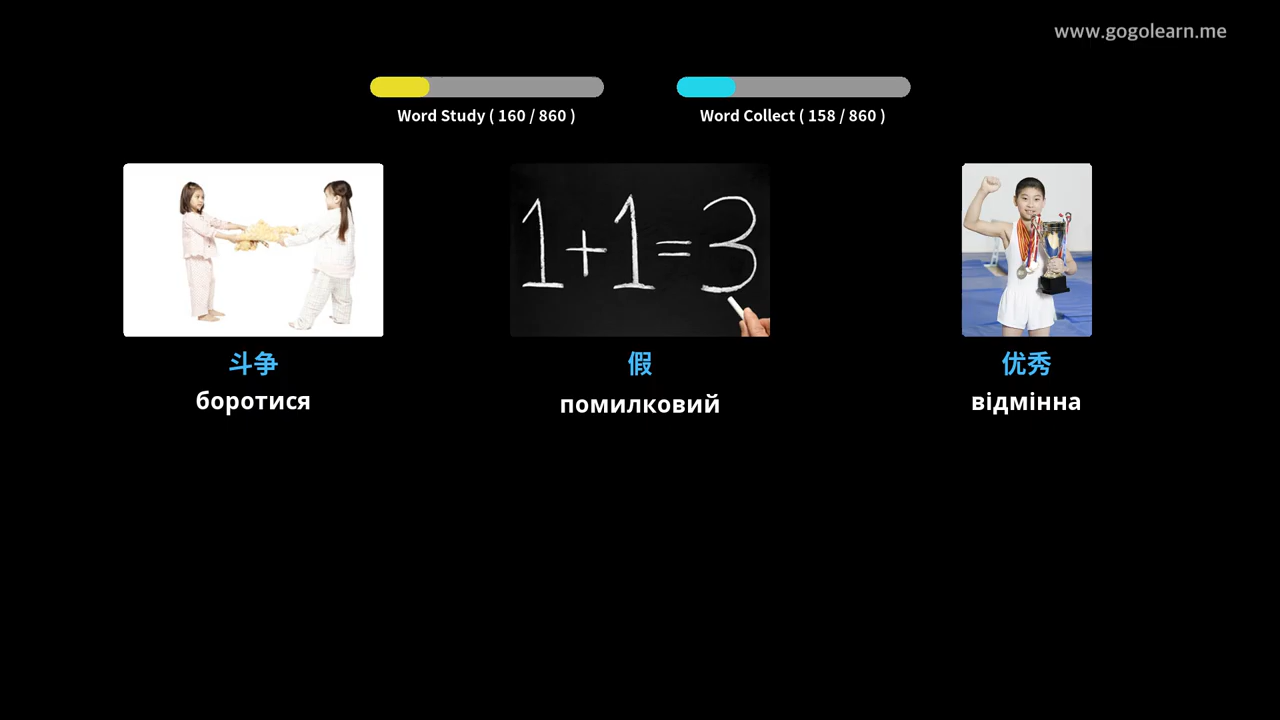 www.gogolearn.me
Word Study ( 160 / 860 )
Word Collect ( 158 / 860 )
1+1=3
斗争
假
优秀
боротися
помилковий
відмінна